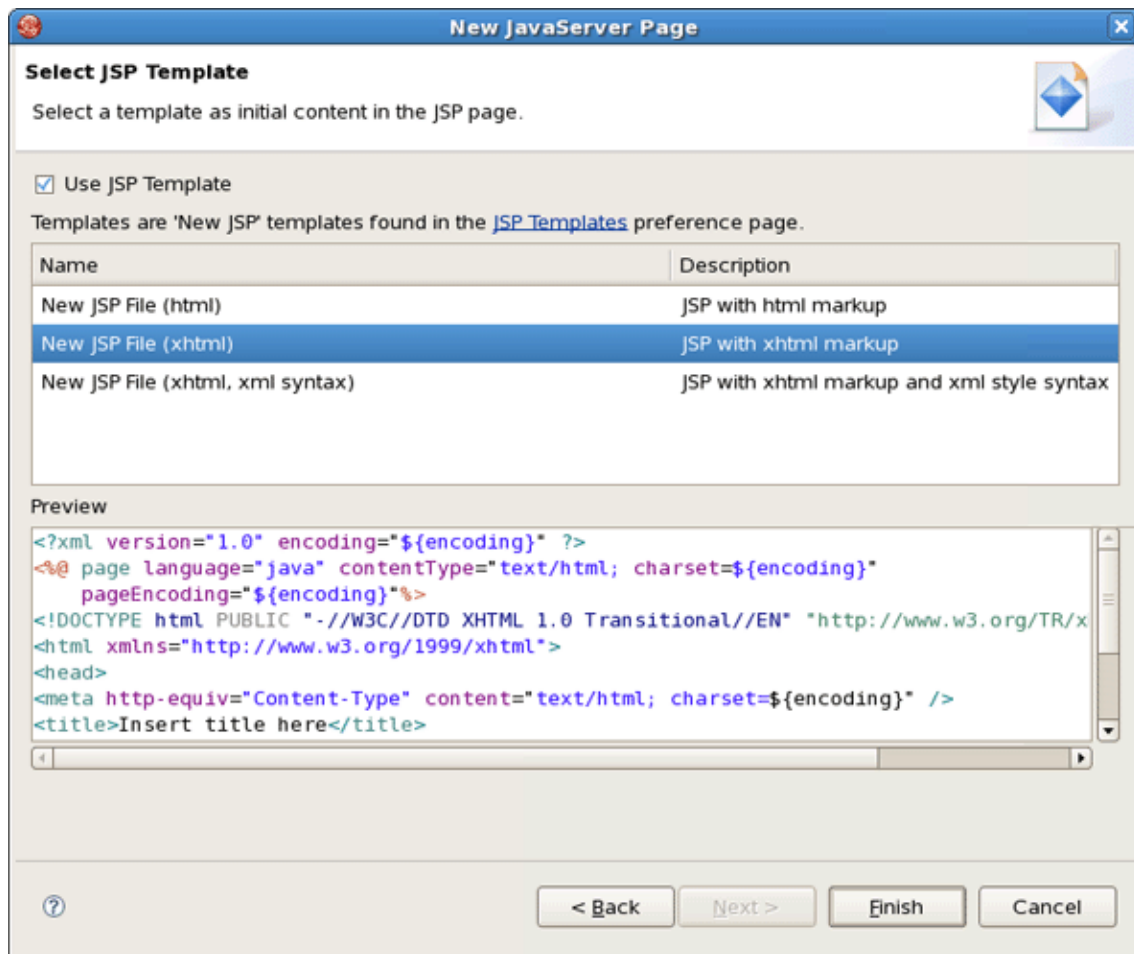 New JavaServer Page
Select JSP Template
Select a template as initial content in the JSP page.
Use JSP Template
Templates are 'New JSP' templates found in the JSP Templates preference page.
Name Description
New JSP File (html) JSP with html markup
New JSP File (xhtml) JSP with xhtml markup
New JSP File (xhtml, xml syntax) JSP with xhtml markup and xml style syntax
Preview
<?xml version="1.0" encoding="${encoding}" ?>
<%@ page language="java" contentType="text/html; charset=${encoding}"
pageEncoding="${encoding}"%>
<!DOCTYPE html PUBLIC "-//W3C//DTD XHTML 1.0 Transitional//EN" "http://www.w3.org/TR/x
<html xmlns="http://www.w3.org/1999/xhtml">
<head>
<meta http-equiv="Content-Type" content="text/html; charset=${encoding}" />
<title>Insert title here</title>
< Back Next > Finish Cancel